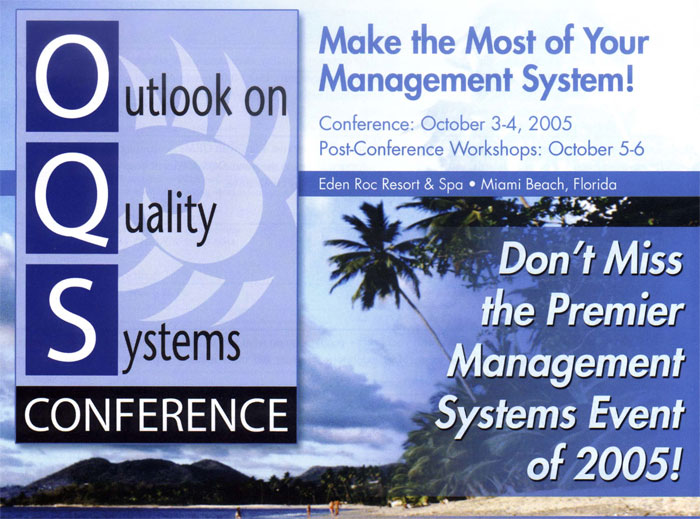 Outlook on
Quality
Systems
CONFERENCE
Make the Most of Your
Management System!
Conference: October 3-4, 2005
Post-Conference Workshops: October 5-6
Eden Roc Resort & Spa • Miami Beach, Florida
Don't Miss
the Premier
Management
Systems Event
of 2005!